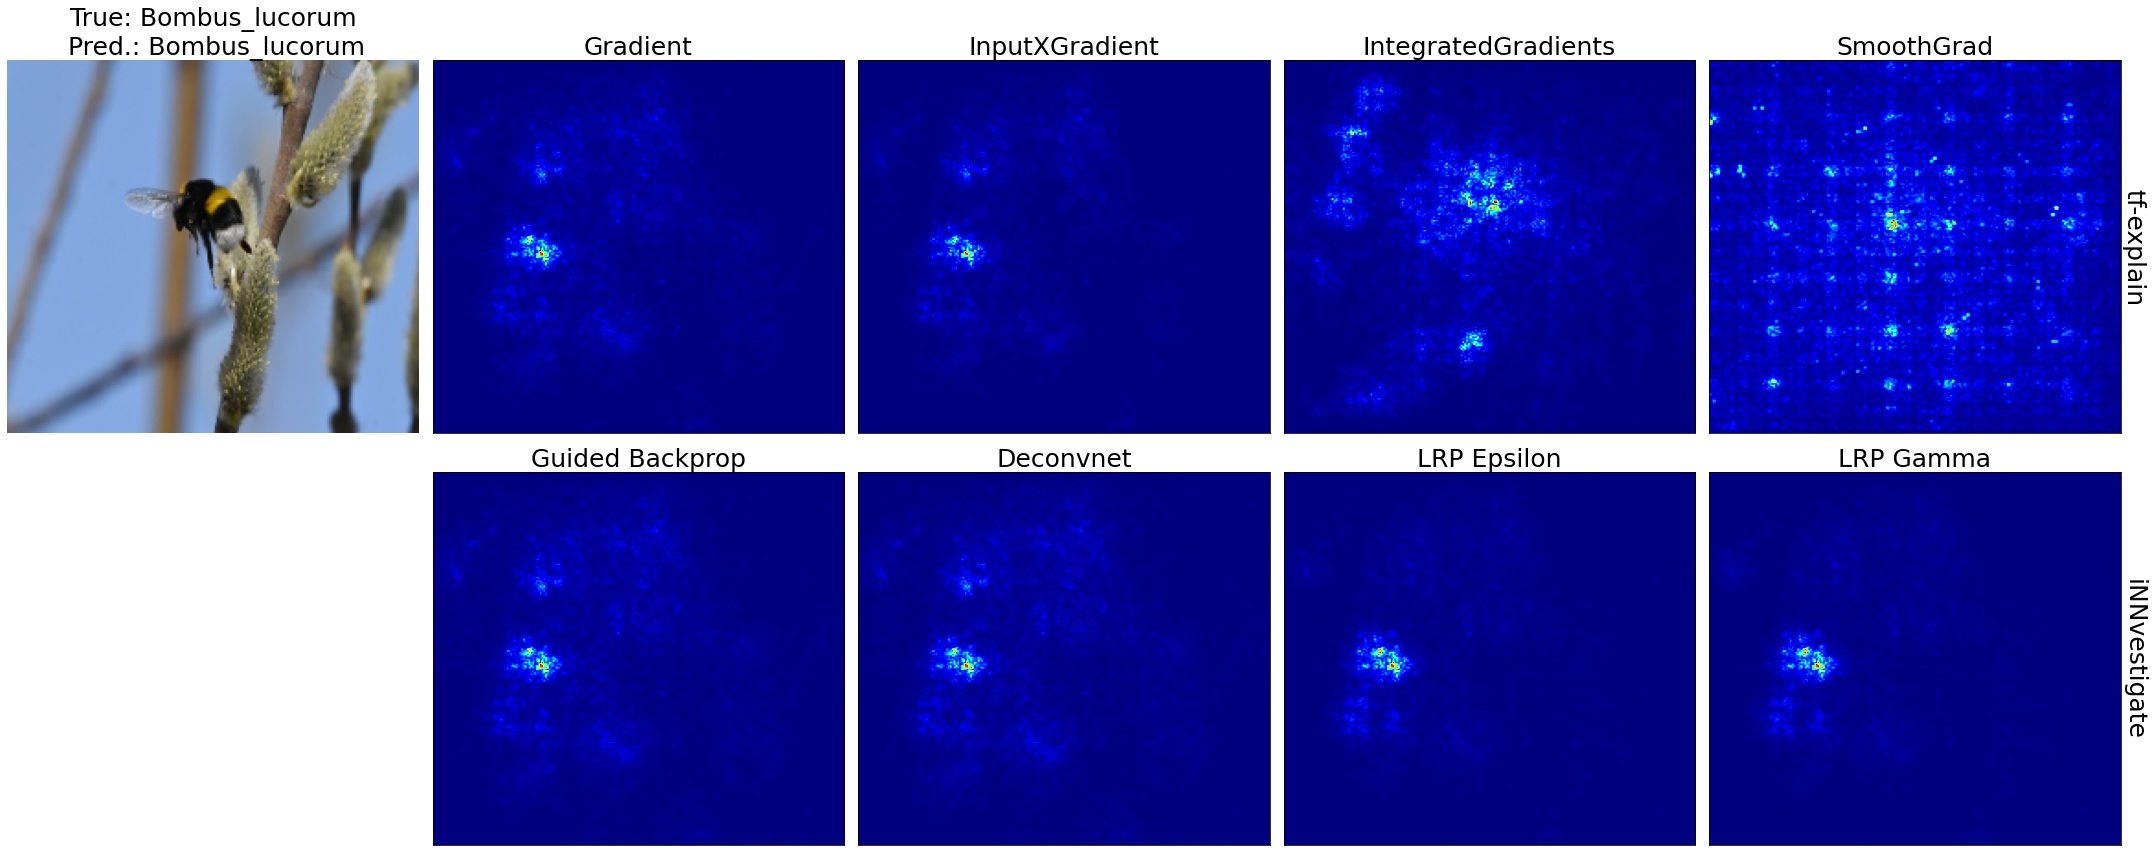 True: Bombus_lucorum
Pred.: Bombus_lucorum
Gradient
InputXGradient
IntegratedGradients
SmoothGrad
tf-explain
Guided Backprop
Deconvnet
LRP Epsilon
LRP Gamma
iNNvestigate